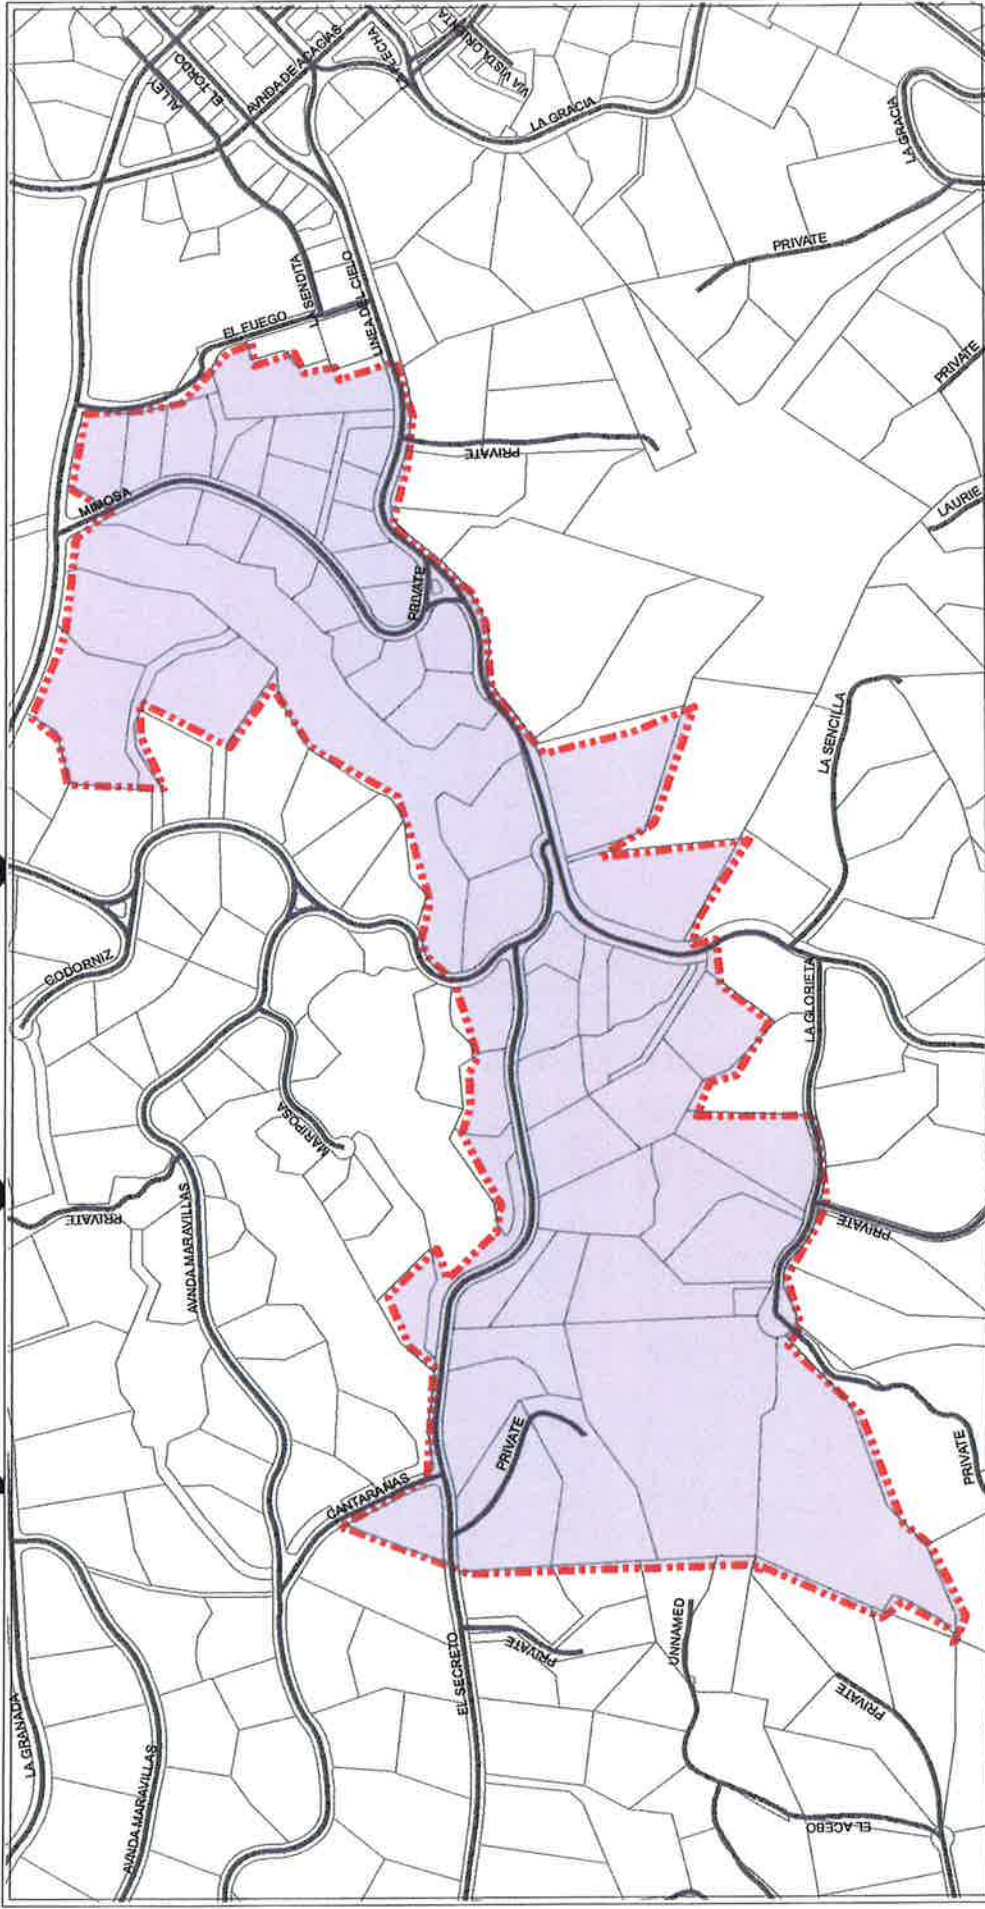 ALLEY
EL TORDO
AVNDA DE ACACIAS
LA FLECHA
VIA VISTA ORIENTA
LA GRACIA
LA GRACIA
PRIVATE
PRIVATE
LAURIE
LA SENDITA
EL FUEGO
LINEA DEL CIELO
PRIVATE
MIMOSA
PRIVATE
LA SENCILLA
CODORNIZ
LA GLORIETA
MARIPOSA
PRIVATE
AVNDA MARAVILLAS
PRIVATE
PRIVATE
CANTARANAS
PRIVATE
EL SECRETO
PRIVATE
UNNAMED
PRIVATE
LA GRANADA
AVNDA MARAVILLAS
EL ACEBO